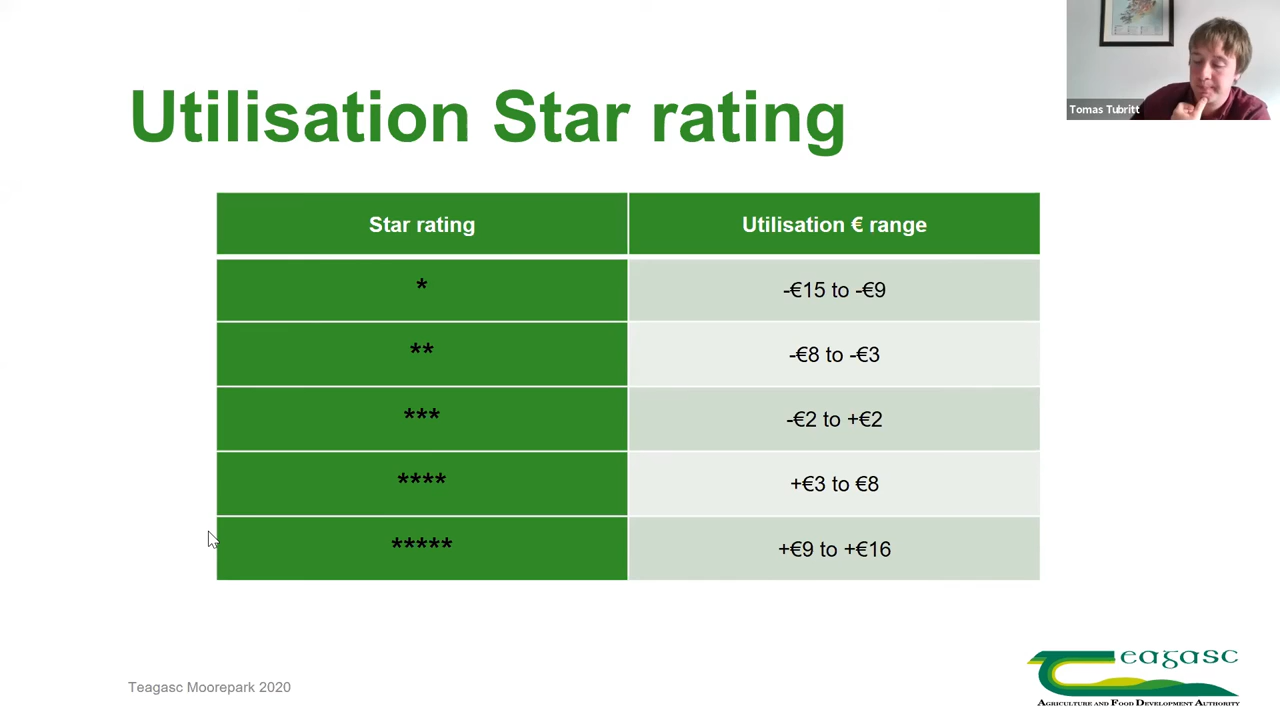 Tomas Tubritt
Utilisation Star rating
Star rating Utilisation € range
* -€15 to -€9
** -€8 to -€3
*** -€2 to +€2
**** +€3 to €8
***** +€9 to +€16
Teagasc Moorepark 2020
eagasc
AGRICULTURE AND FOOD DEVELOPMENT AUTHORITY